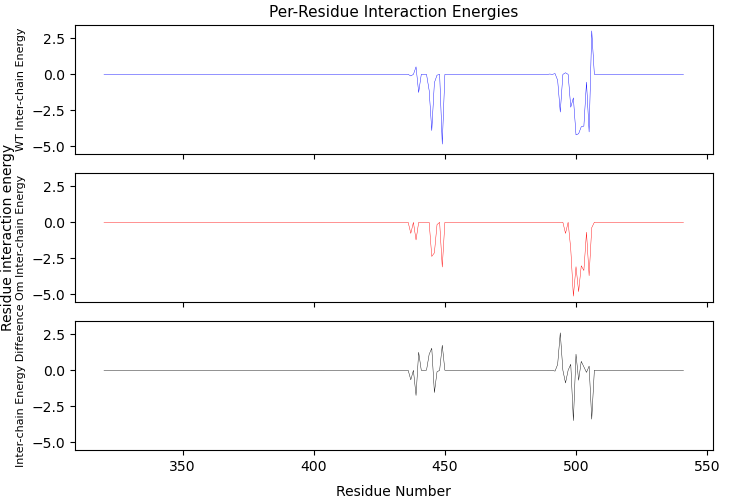 Per-Residue Interaction Energies
Residue interaction energy
WT Inter-chain Energy
2.5
0.0
−2.5
−5.0
Om Inter-chain Energy
2.5
0.0
−2.5
−5.0
Inter-chain Energy Difference
2.5
0.0
−2.5
−5.0
350
400
450
500
550
Residue Number